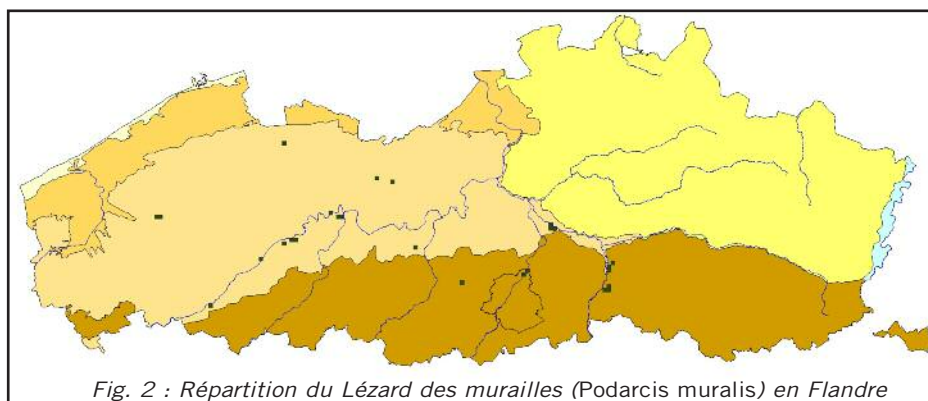 Fig. 2 : Répartition du Lézard des murailles (Podarcis muralis) en Flandre